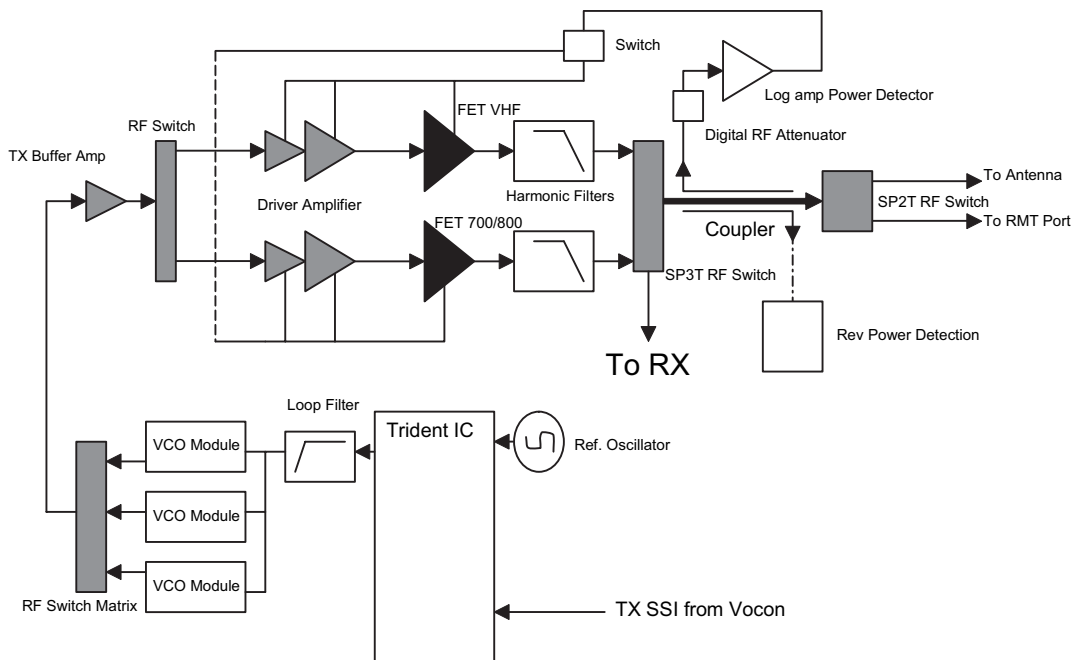 Switch
Log amp Power Detector
FET VHF
RF Switch
Digital RF Attenuator
TX Buffer Amp
To Antenna
Harmonic Filters
SP2T RF Switch
Driver Amplifier
To RMT Port
FET 700/800
Coupler
SP3T RF Switch
Rev Power Detection
To RX
Loop Filter
Trident IC
VCO Module
Ref. Oscillator
VCO Module
VCO Module
RF Switch Matrix
TX SSI from Vocon